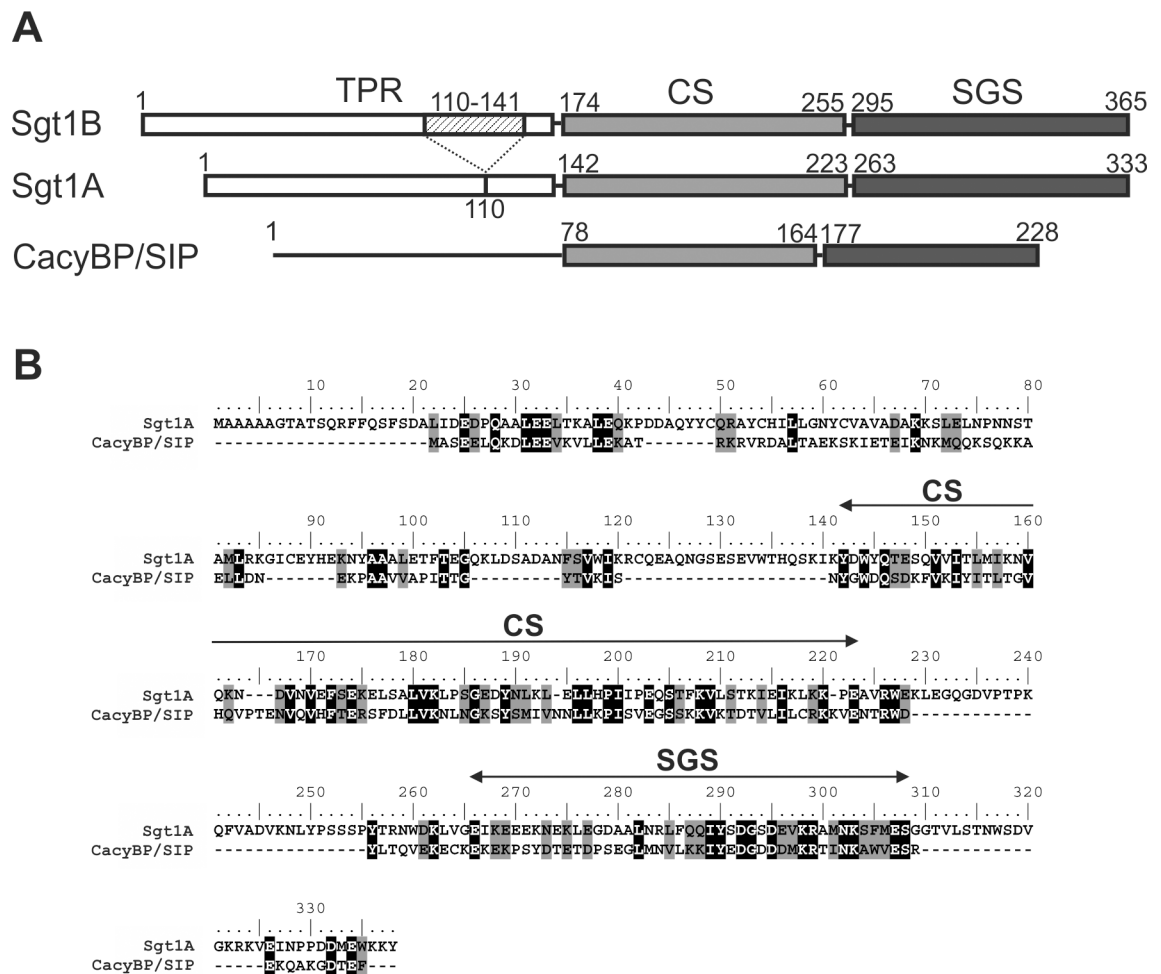 A
TPR 110-141 CS SGS
Sgt1B 1 174 255 295 365
Sgt1A 1 110 142 223 263 333
CacyBP/SIP 1 78 164 177 228
B
10 20 30 40 50 60 70 80
Sgt1A MAAAAAGTATSQRFFQSFSDALIDEDPQAALEELTKALEQKPDDAQYYCQRAYCHILLGNYCVAVADAKKSLELNPNNST
CacyBP/SIP ---------------------MASEELQKDLEEVKVLLEKAT-------RKRVRDALTAEKSKIETEIKNKMQQKSQKKA
CS
90 100 110 120 130 140 150 160
Sgt1A AMLRKGICEYHEKNYAAALETFTEGQKLDSADANFSVWIKRCQEAQNGSESEVWTHQSKIKYDWYQTESQVVITLMIKNV
CacyBP/SIP ELLDN-------EKPAAVVAPITTG---------YTVKIS--------------------NYGWDQSDKFVKIYITLTGV
CS
170 180 190 200 210 220 230 240
Sgt1A QKN---DVNVEFSEKELSALVKLPSGEDYNLKL-ELLHPIIPEQSTFKVLSTKIEIKLKK-PEAVRWEKLEGQGDVPTPK
CacyBP/SIP HQVPTENVQVHFTERSFDLLVKNLNGKSYSMIVNNLLKPISVEGSSKKVKTDTVLILCRKKVENTRWD------------
SGS
250 260 270 280 290 300 310 320
Sgt1A QFVADVKNLYPSSSPYTRNWDKLVGEIKEEEKNEKLEGDAALNRLFQQIYSDGSDEVKRAMNKSFMESGGTVLSTNWSDV
CacyBP/SIP ---------------YLTQVEKECKEKEKPSYDTETDPSEGLMNVLKKIYEDGDDDMKRTINKAWVESR-----------
330
Sgt1A GKRKVEINPPDDMEWKKY
CacyBP/SIP -----EKQAKGDTEF---